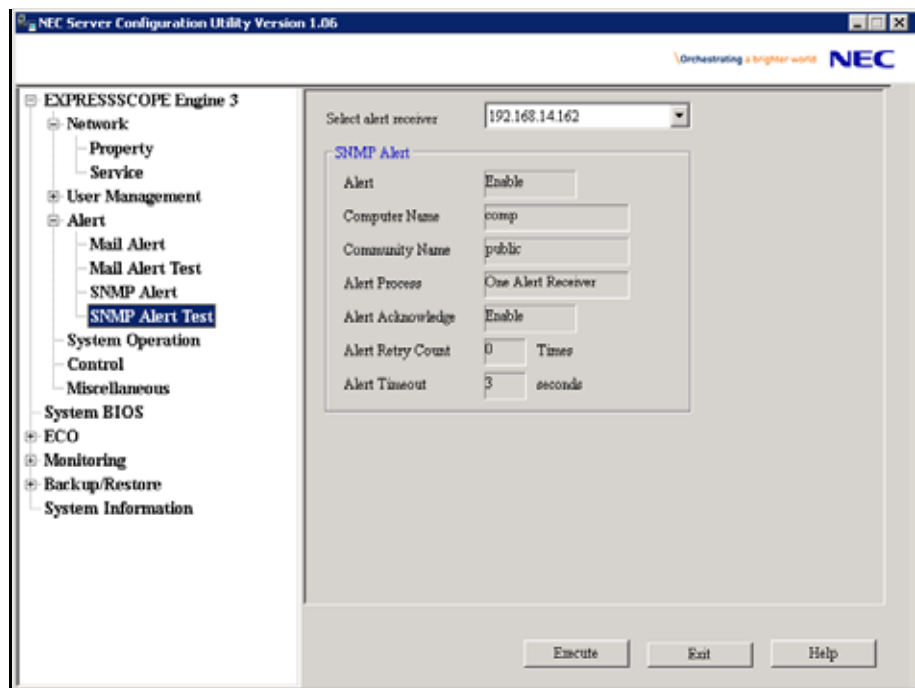 NEC Server Configuration Utility Version 1.06
\Orchestrating a brighter world NEC
EXPRESSSCOPE Engine 3
Network
Property
Service
User Management
Alert
Mail Alert
Mail Alert Test
SNMP Alert
SNMP Alert Test
System Operation
Control
Miscellaneous
System BIOS
ECO
Monitoring
Backup/Restore
System Information
Select alert receiver 192.168.14.162
SNMP Alert
Alert Enable
Computer Name comp
Community Name public
Alert Process One Alert Receiver
Alert Acknowledge Enable
Alert Retry Count 0 Times
Alert Timeout 3 seconds
Execute Exit Help